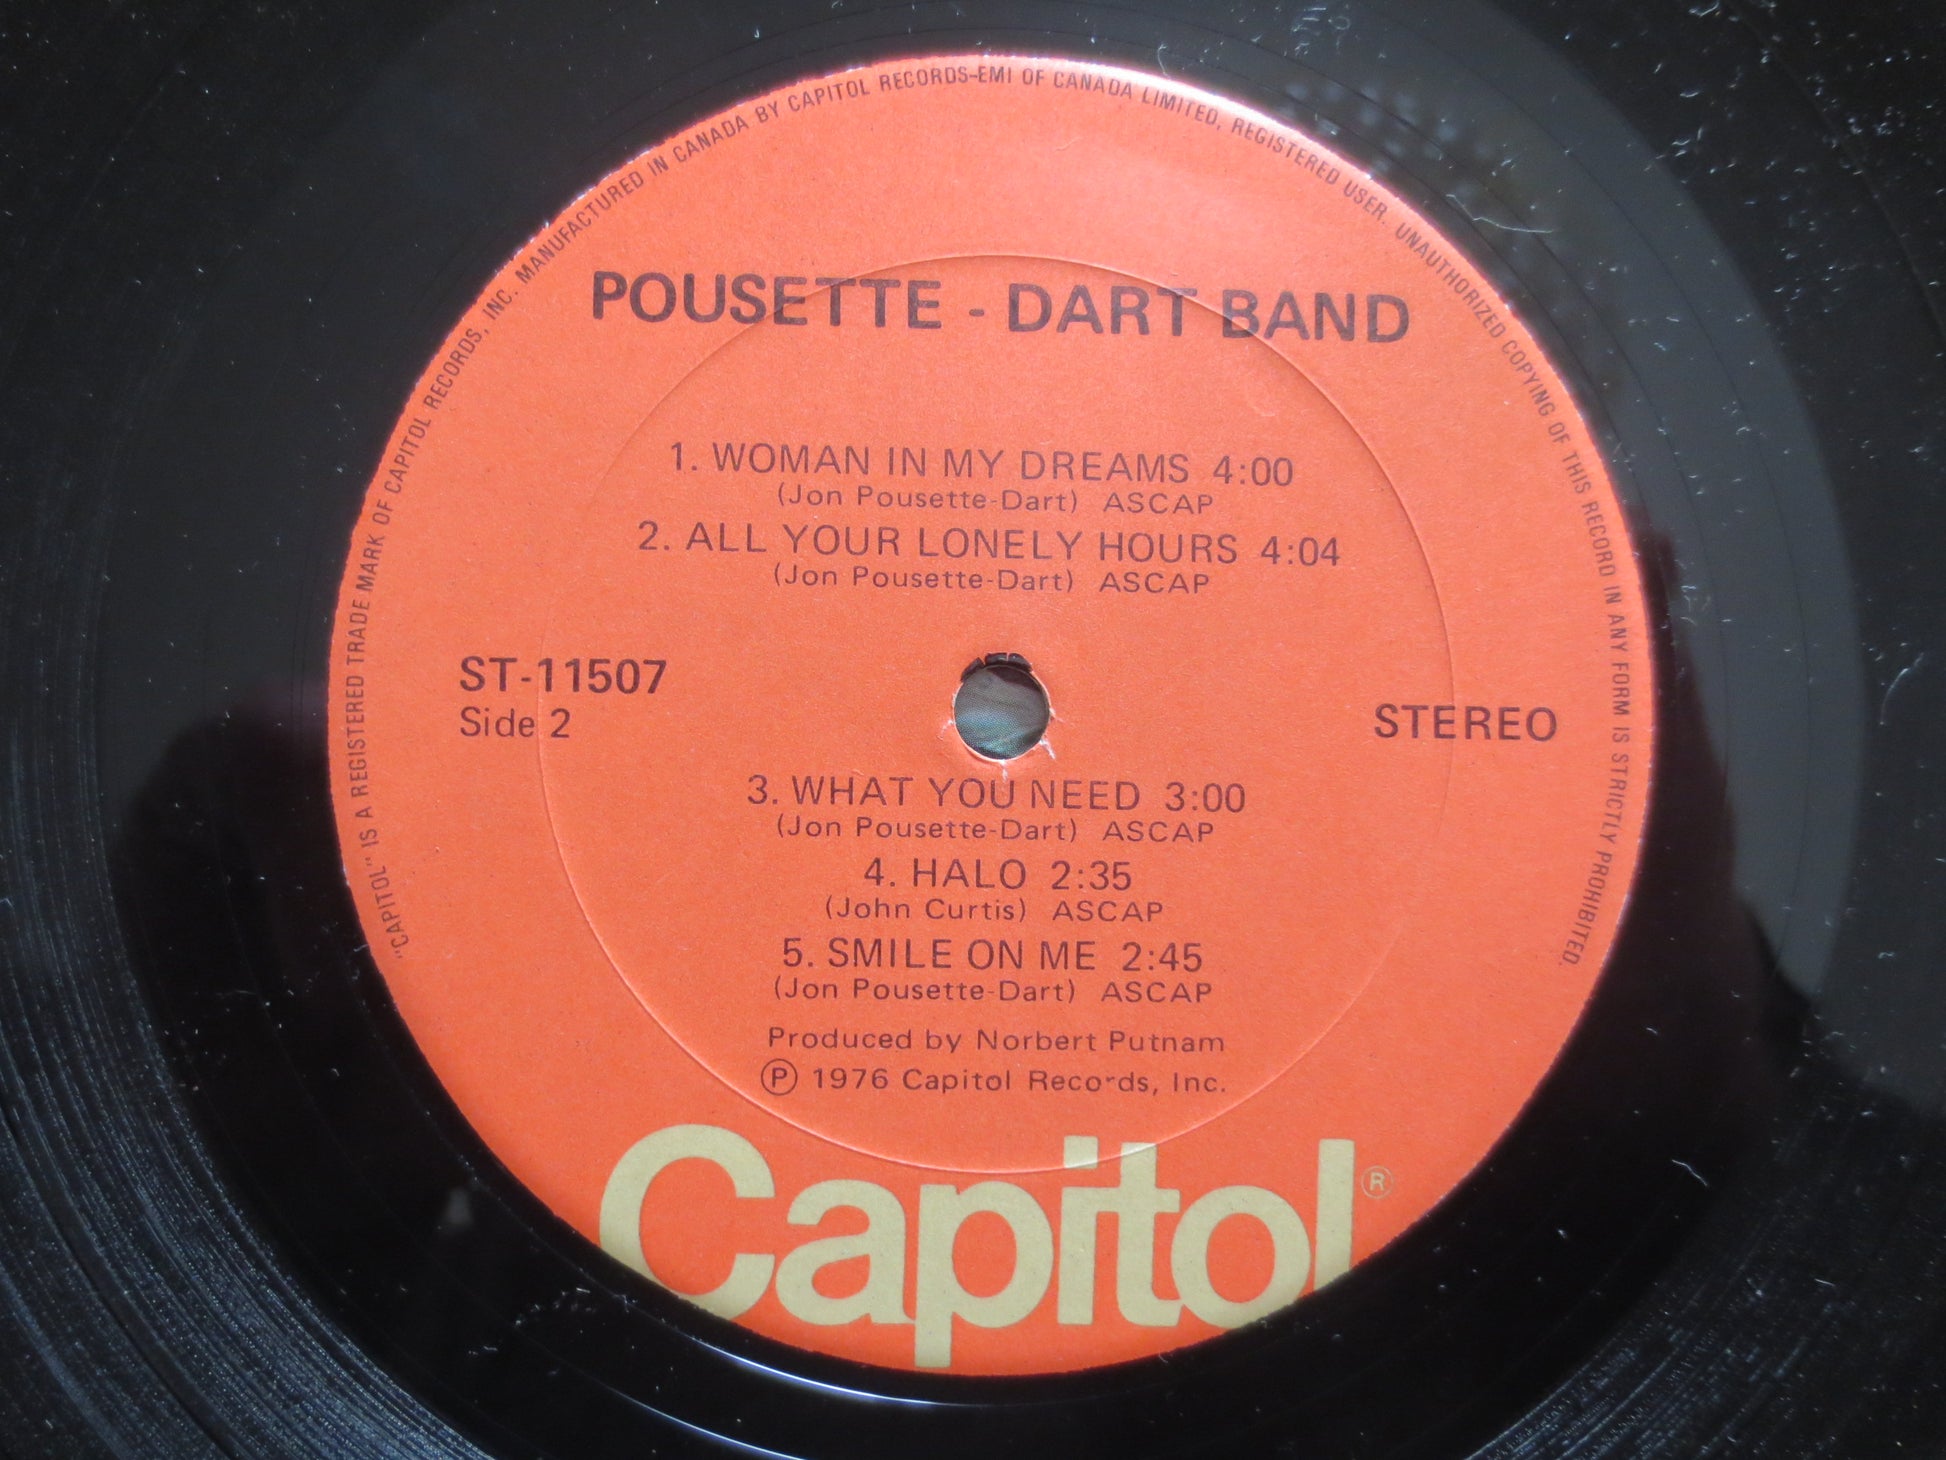 "CAPITOL" IS A REGISTERED TRADE MARK OF CAPITOL RECORDS, INC. MANUFACTURED IN CANADA BY CAPITOL RECORDS-EMI OF CANADA LIMITED, REGISTERED USER. UNAUTHORIZED COPYING OF THIS RECORD IN ANY FORM IS STRICTLY PROHIBITED.
POUSETTE - DART BAND
1. WOMAN IN MY DREAMS 4:00
(Jon Pousette-Dart) ASCAP
2. ALL YOUR LONELY HOURS 4:04
(Jon Pousette-Dart) ASCAP
ST-11507
Side 2
STEREO
3. WHAT YOU NEED 3:00
(Jon Pousette-Dart) ASCAP
4. HALO 2:35
(John Curtis) ASCAP
5. SMILE ON ME 2:45
(Jon Pousette-Dart) ASCAP
Produced by Norbert Putnam
Ⓟ 1976 Capitol Records, Inc.
Capitol®